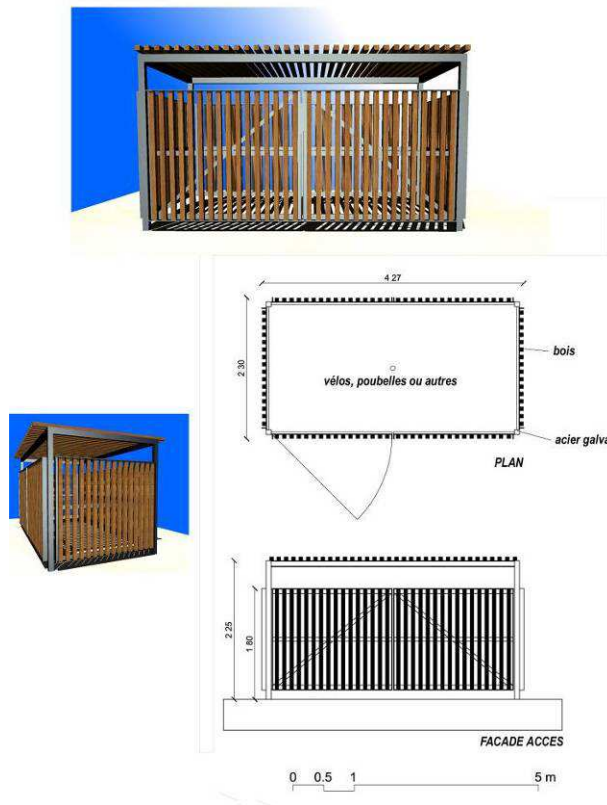 4.27
2.30
bois
vélos, poubelles ou autres
acier galva
PLAN
2.25
1.80
FACADE ACCES
0 0.5 1 5 m